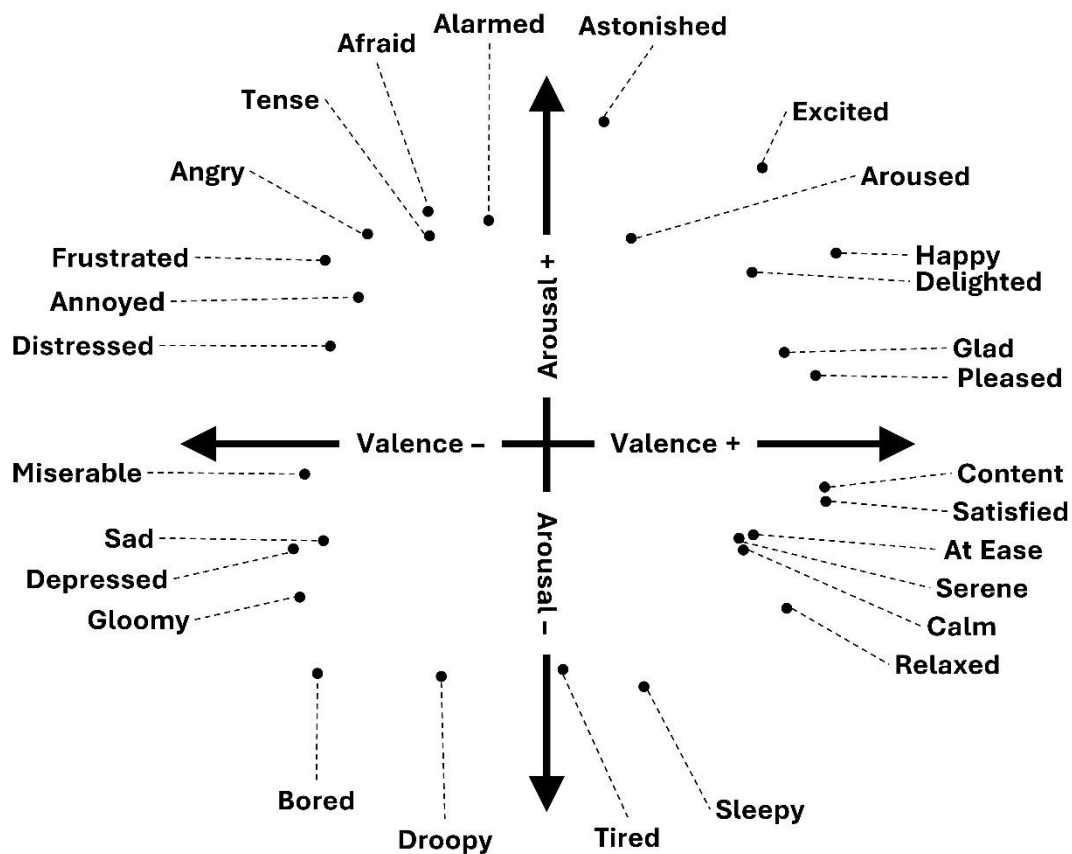 Alarmed
Astonished
Afraid
Tense
Excited
Angry
Aroused
Frustrated
Happy
Annoyed
Delighted
Distressed
Glad
Pleased
Arousal +
Valence –
Valence +
Miserable
Content
Satisfied
Sad
At Ease
Depressed
Serene
Gloomy
Calm
Relaxed
Arousal –
Bored
Sleepy
Droopy
Tired